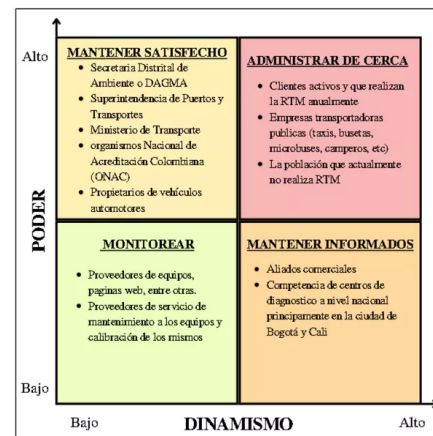 Alto
PODER
Bajo
MANTENER SATISFECHO
• Secretaria Distrital de
Ambiente o DAGMA
• Superintendencia de Puertos y
Transportes
• Ministerio de Transporte
• organismos Nacional de
Acreditación Colombiana
(ONAC)
• Propietarios de vehículos
automotores
ADMINISTRAR DE CERCA
• Clientes activos y que realizan
la RTM anualmente
• Empresas transportadoras
publicas (taxis, busetas,
microbuses, camperos, etc)
• La población que actualmente
no realiza RTM
MONITOREAR
• Proveedores de equipos,
paginas web, entre otras.
• Proveedores de servicio de
mantenimiento a los equipos y
calibración de los mismos
MANTENER INFORMADOS
• Aliados comerciales
• Competencia de centros de
diagnostico a nivel nacional
principamente en la ciudad de
Bogotá y Cali
Bajo
DINAMISMO
Alto